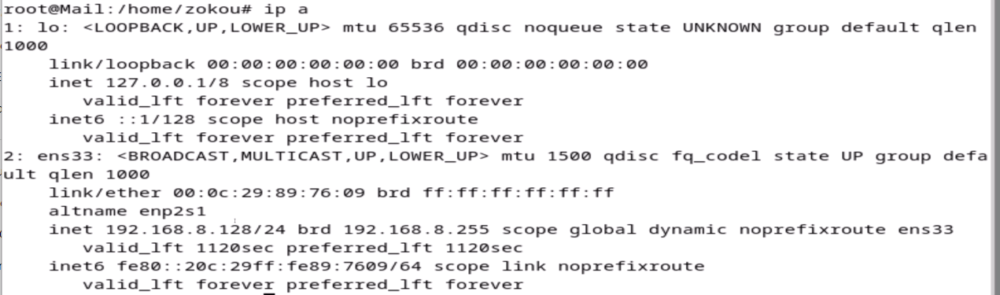 root@Mail:/home/zokou# ip a
1: lo: <LOOPBACK,UP,LOWER_UP> mtu 65536 qdisc noqueue state UNKNOWN group default qlen
1000
    link/loopback 00:00:00:00:00:00 brd 00:00:00:00:00:00
    inet 127.0.0.1/8 scope host lo
       valid_lft forever preferred_lft forever
    inet6 ::1/128 scope host noprefixroute
       valid_lft forever preferred_lft forever
2: ens33: <BROADCAST,MULTICAST,UP,LOWER_UP> mtu 1500 qdisc fq_codel state UP group defa
ult qlen 1000
    link/ether 00:0c:29:89:76:09 brd ff:ff:ff:ff:ff:ff
    altname enp2s1
    inet 192.168.8.128/24 brd 192.168.8.255 scope global dynamic noprefixroute ens33
       valid_lft 1120sec preferred_lft 1120sec
    inet6 fe80::20c:29ff:fe89:7609/64 scope link noprefixroute
       valid_lft forever preferred_lft forever